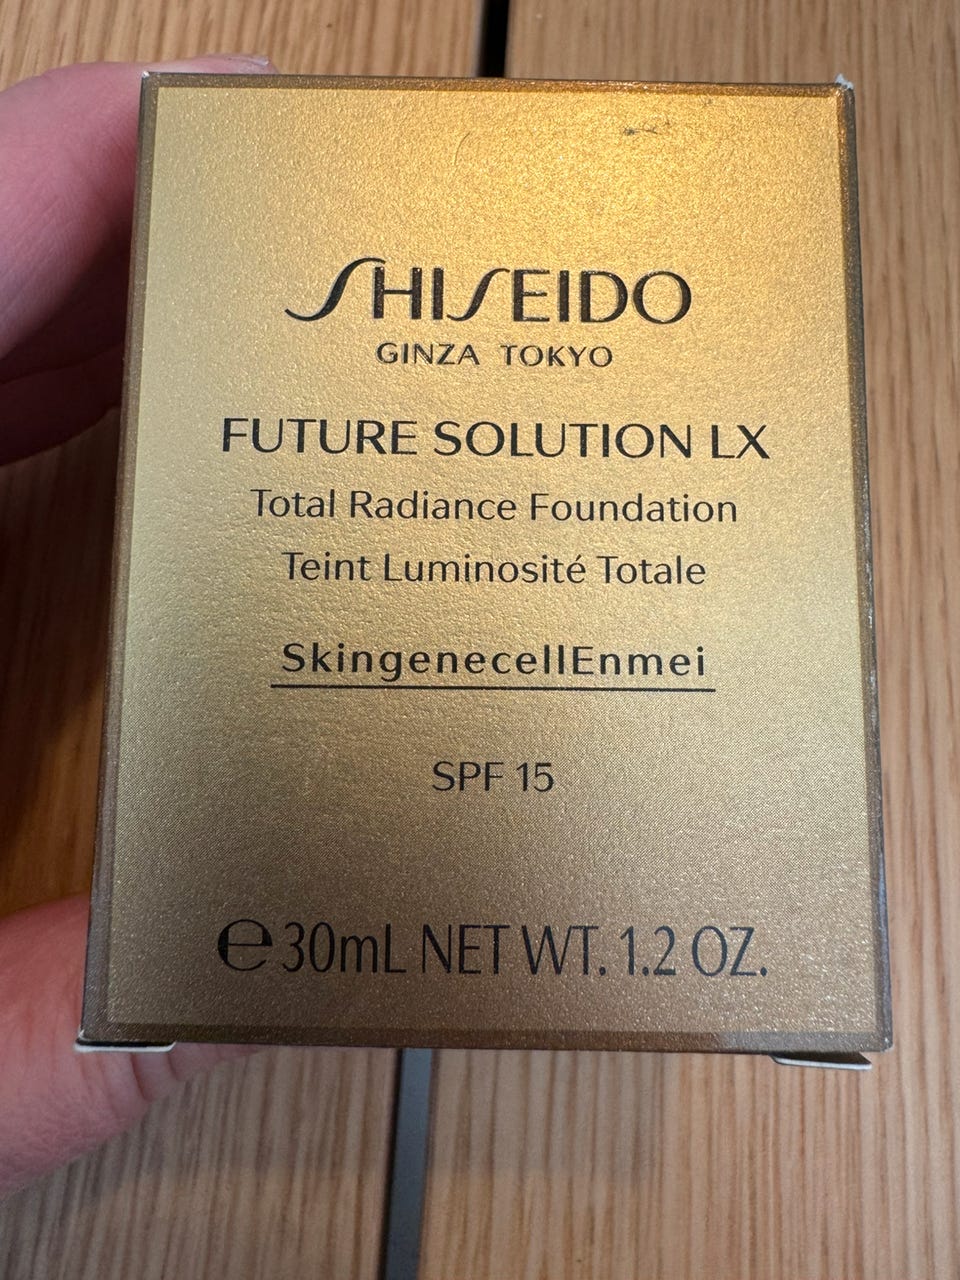 SHISEIDO
GINZA TOKYO
FUTURE SOLUTION LX
Total Radiance Foundation
Teint Luminosité Totale
SkingenecellEnmei
SPF 15
℮30mL NET WT. 1.2 OZ.